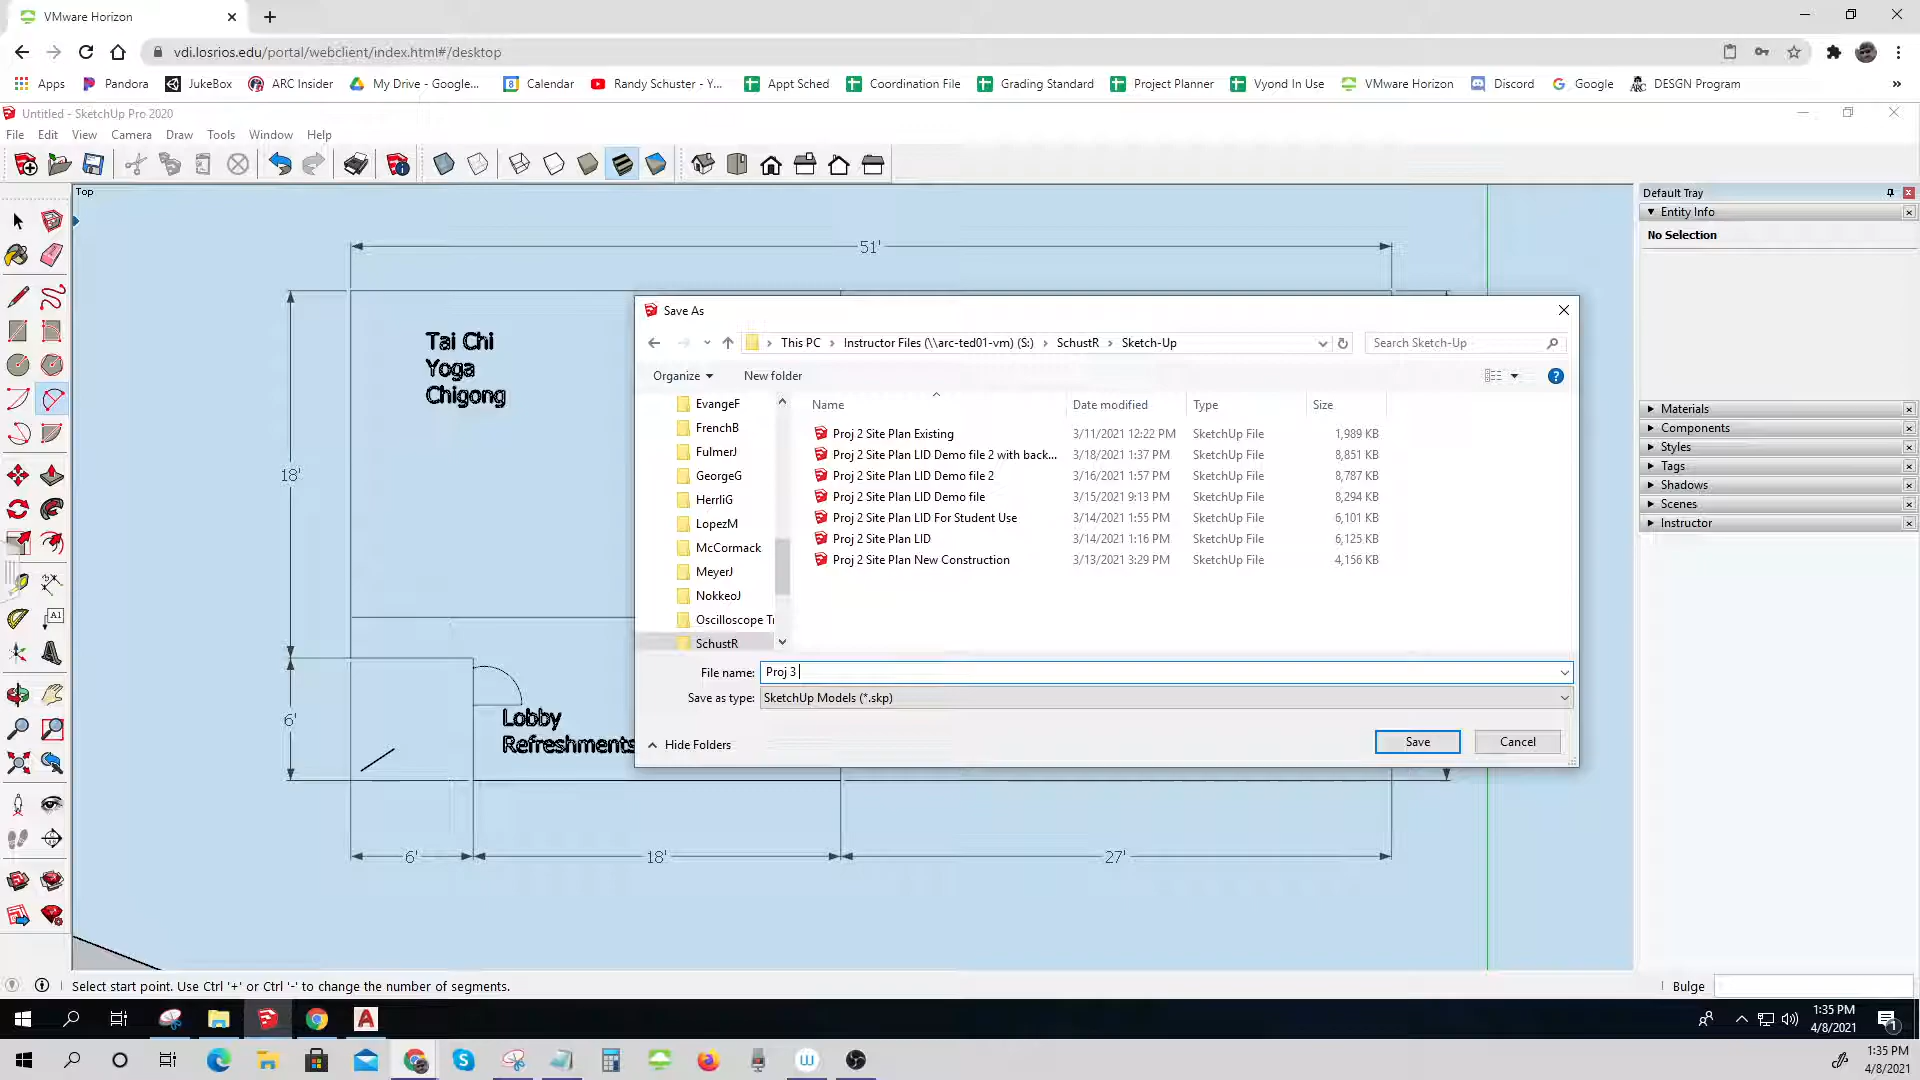 VMware Horizon
vdi.losrios.edu/portal/webclient/index.html#/desktop
Apps Pandora JukeBox ARC Insider My Drive - Google... Calendar Randy Schuster - Y... Appt Sched Coordination File Grading Standard Project Planner Vyond In Use VMware Horizon Discord Google DESGN Program »
Untitled - SketchUp Pro 2020
File Edit View Camera Draw Tools Window Help
Top
Default Tray
Entity Info
No Selection
Materials
Components
Styles
Tags
Shadows
Scenes
Instructor
51'
Tai Chi
Yoga
Chigong
18'
6'
Lobby
Refreshments
6' 18' 27'
Save As
This PC › Instructor Files (\\arc-ted01-vm) (S:) › SchustR › Sketch-Up
Search Sketch-Up
Organize New folder
EvangeF
FrenchB
FulmerJ
GeorgeG
HerrliG
LopezM
McCormack
MeyerJ
NokkeoJ
Oscilloscope Tr
SchustR
Name Date modified Type Size
Proj 2 Site Plan Existing 3/11/2021 12:22 PM SketchUp File 1,989 KB
Proj 2 Site Plan LID Demo file 2 with back... 3/18/2021 1:37 PM SketchUp File 8,851 KB
Proj 2 Site Plan LID Demo file 2 3/16/2021 1:57 PM SketchUp File 8,787 KB
Proj 2 Site Plan LID Demo file 3/15/2021 9:13 PM SketchUp File 8,294 KB
Proj 2 Site Plan LID For Student Use 3/14/2021 1:55 PM SketchUp File 6,101 KB
Proj 2 Site Plan LID 3/14/2021 1:16 PM SketchUp File 6,125 KB
Proj 2 Site Plan New Construction 3/13/2021 3:29 PM SketchUp File 4,156 KB
File name: Proj 3
Save as type: SketchUp Models (*.skp)
Hide Folders
Save Cancel
Select start point. Use Ctrl '+' or Ctrl '-' to change the number of segments.
Bulge
1:35 PM
4/8/2021
1:35 PM
4/8/2021